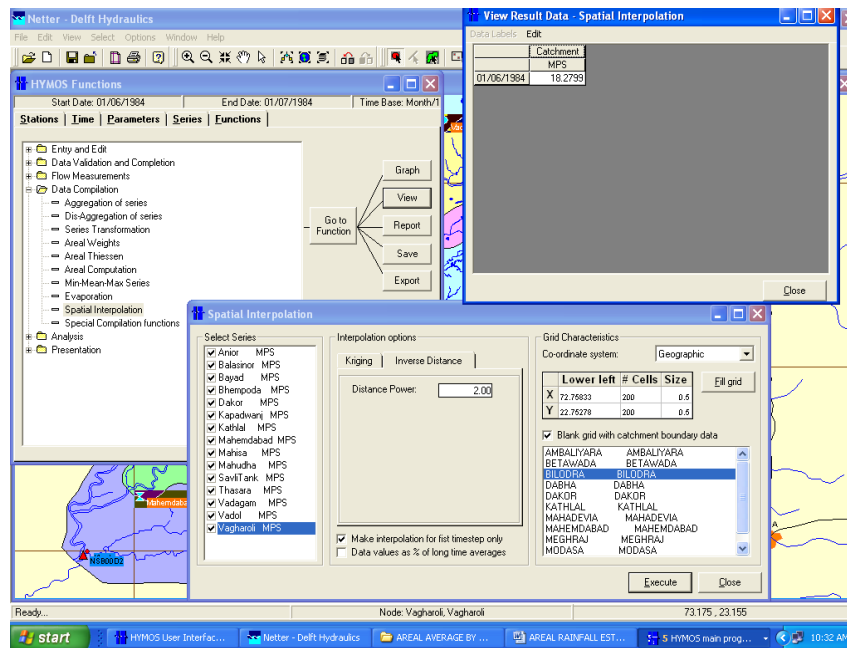 Netter - Delft Hydraulics
File Edit View Select Options Window Help
HYMOS Functions
Start Date: 01/06/1984 End Date: 01/07/1984 Time Base: Month/1
Stations Time Parameters Series Functions
Entry and Edit
Data Validation and Completion
Flow Measurements
Data Compilation
Aggregation of series
Dis-Aggregation of series
Series Transformation
Areal Weights
Areal Thiessen
Areal Computation
Min-Mean-Max Series
Evaporation
Spatial Interpolation
Special Compilation functions
Analysis
Presentation
Go to Function
Graph
View
Report
Save
Export
View Result Data - Spatial Interpolation
Data Labels Edit
Catchment
MPS
01/06/1984 18.2799
Close
Spatial Interpolation
Select Series
Anior MPS
Balasinor MPS
Bayad MPS
Bhempoda MPS
Dakor MPS
Kapadwanj MPS
Kathlal MPS
Mahemdabad MPS
Mahisa MPS
Mahudha MPS
SavliTank MPS
Thasara MPS
Vadagam MPS
Vadol MPS
Vagharoli MPS
Interpolation options
Kriging Inverse Distance
Distance Power: 2.00
Make interpolation for fist timestep only
Data values as % of long time averages
Grid Characteristics
Co-ordinate system: Geographic
Lower left # Cells Size
X 72.75833 200 0.5
Y 22.75278 200 0.5
Fill grid
Blank grid with catchment boundary data
AMBALIYARA AMBALIYARA
BETAWADA BETAWADA
BILODRA BILODRA
DABHA DABHA
DAKOR DAKOR
KATHLAL KATHLAL
MAHADEVIA MAHADEVIA
MAHEMDABAD MAHEMDABAD
MEGHRAJ MEGHRAJ
MODASA MODASA
Execute Close
Mahemdaba
NS800D2
Ready... Node: Vagharoli, Vagharoli 73.175 , 23.155
start HYMOS User Interfac... Netter - Delft Hydraulics AREAL AVERAGE BY ... AREAL RAINFALL EST... 5 HYMOS main prog... 10:32 AM